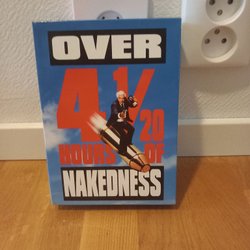 OVER
4 1/20
HOURS OF
NAKEDNESS